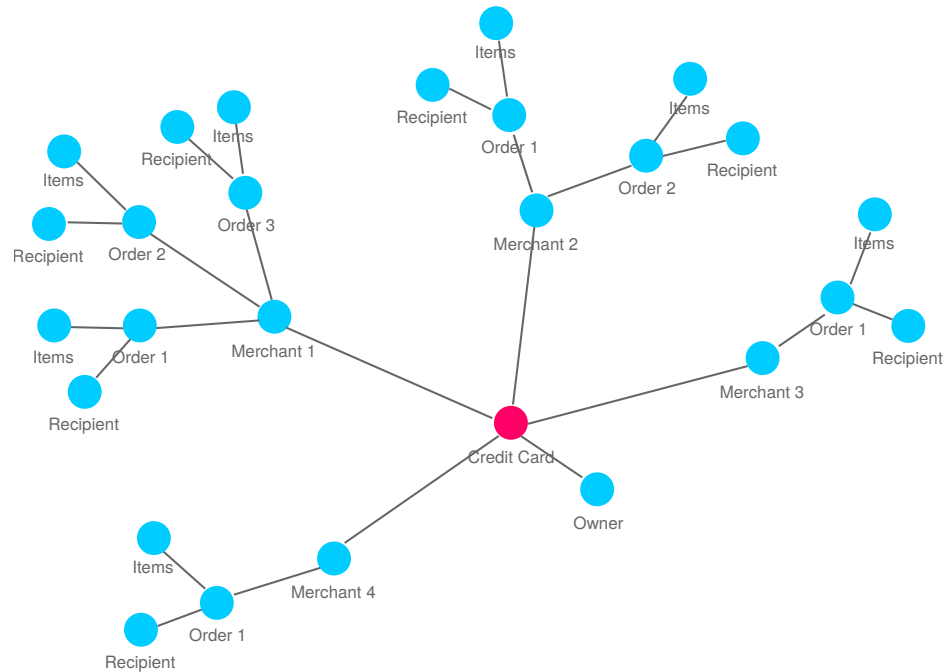 Items
Recipient
Order 1
Items
Recipient
Order 2
Merchant 2
Items
Recipient
Order 3
Items
Recipient
Order 2
Items
Order 1
Recipient
Merchant 1
Items
Order 1
Recipient
Merchant 3
Credit Card
Owner
Items
Merchant 4
Order 1
Recipient